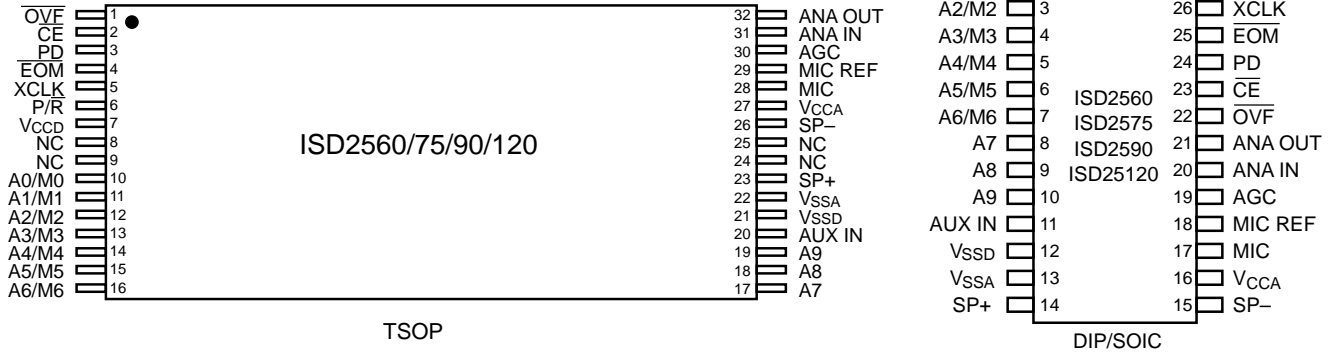 O̅V̅F̅ 1
C̅E̅ 2
PD 3
E̅O̅M̅ 4
XCLK 5
P/R̅ 6
VCCD 7
NC 8
NC 9
A0/M0 10
A1/M1 11
A2/M2 12
A3/M3 13
A4/M4 14
A5/M5 15
A6/M6 16
ISD2560/75/90/120
32 ANA OUT
31 ANA IN
30 AGC
29 MIC REF
28 MIC
27 VCCA
26 SP–
25 NC
24 NC
23 SP+
22 VSSA
21 VSSD
20 AUX IN
19 A9
18 A8
17 A7
TSOP
A2/M2 3
A3/M3 4
A4/M4 5
A5/M5 6
A6/M6 7
A7 8
A8 9
A9 10
AUX IN 11
VSSD 12
VSSA 13
SP+ 14
ISD2560
ISD2575
ISD2590
ISD25120
26 XCLK
25 E̅O̅M̅
24 PD
23 C̅E̅
22 O̅V̅F̅
21 ANA OUT
20 ANA IN
19 AGC
18 MIC REF
17 MIC
16 VCCA
15 SP–
DIP/SOIC